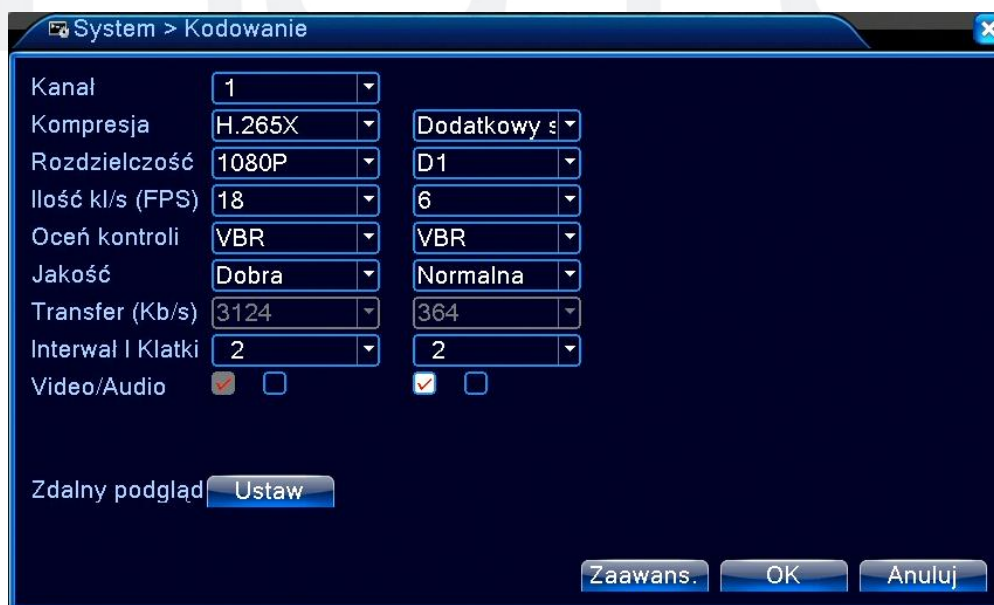 System > Kodowanie
Kanał 1
Kompresja H.265X Dodatkowy s
Rozdzielczość 1080P D1
Ilość kl/s (FPS) 18 6
Oceń kontroli VBR VBR
Jakość Dobra Normalna
Transfer (Kb/s) 3124 364
Interwał I Klatki 2 2
Video/Audio
Zdalny podgląd Ustaw
Zaawans. OK Anuluj